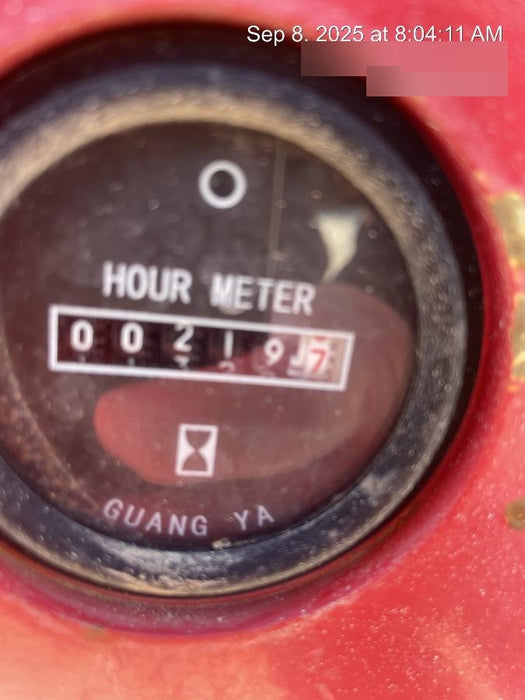 Sep 8. 2025 at 8:04:11 AM
HOUR METER
0 0 2 1 9 7
GUANG YA